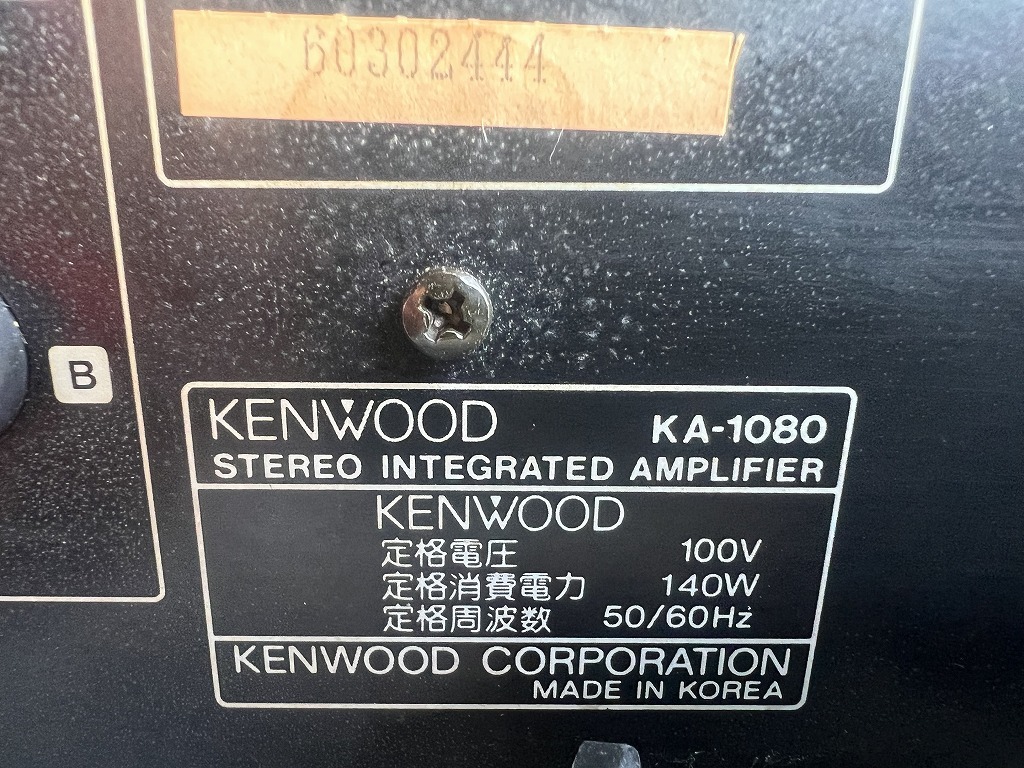 60302444
B
KENWOOD KA-1080
STEREO INTEGRATED AMPLIFIER
KENWOOD
定格電圧 100V
定格消費電力 140W
定格周波数 50/60Hz
KENWOOD CORPORATION
MADE IN KOREA